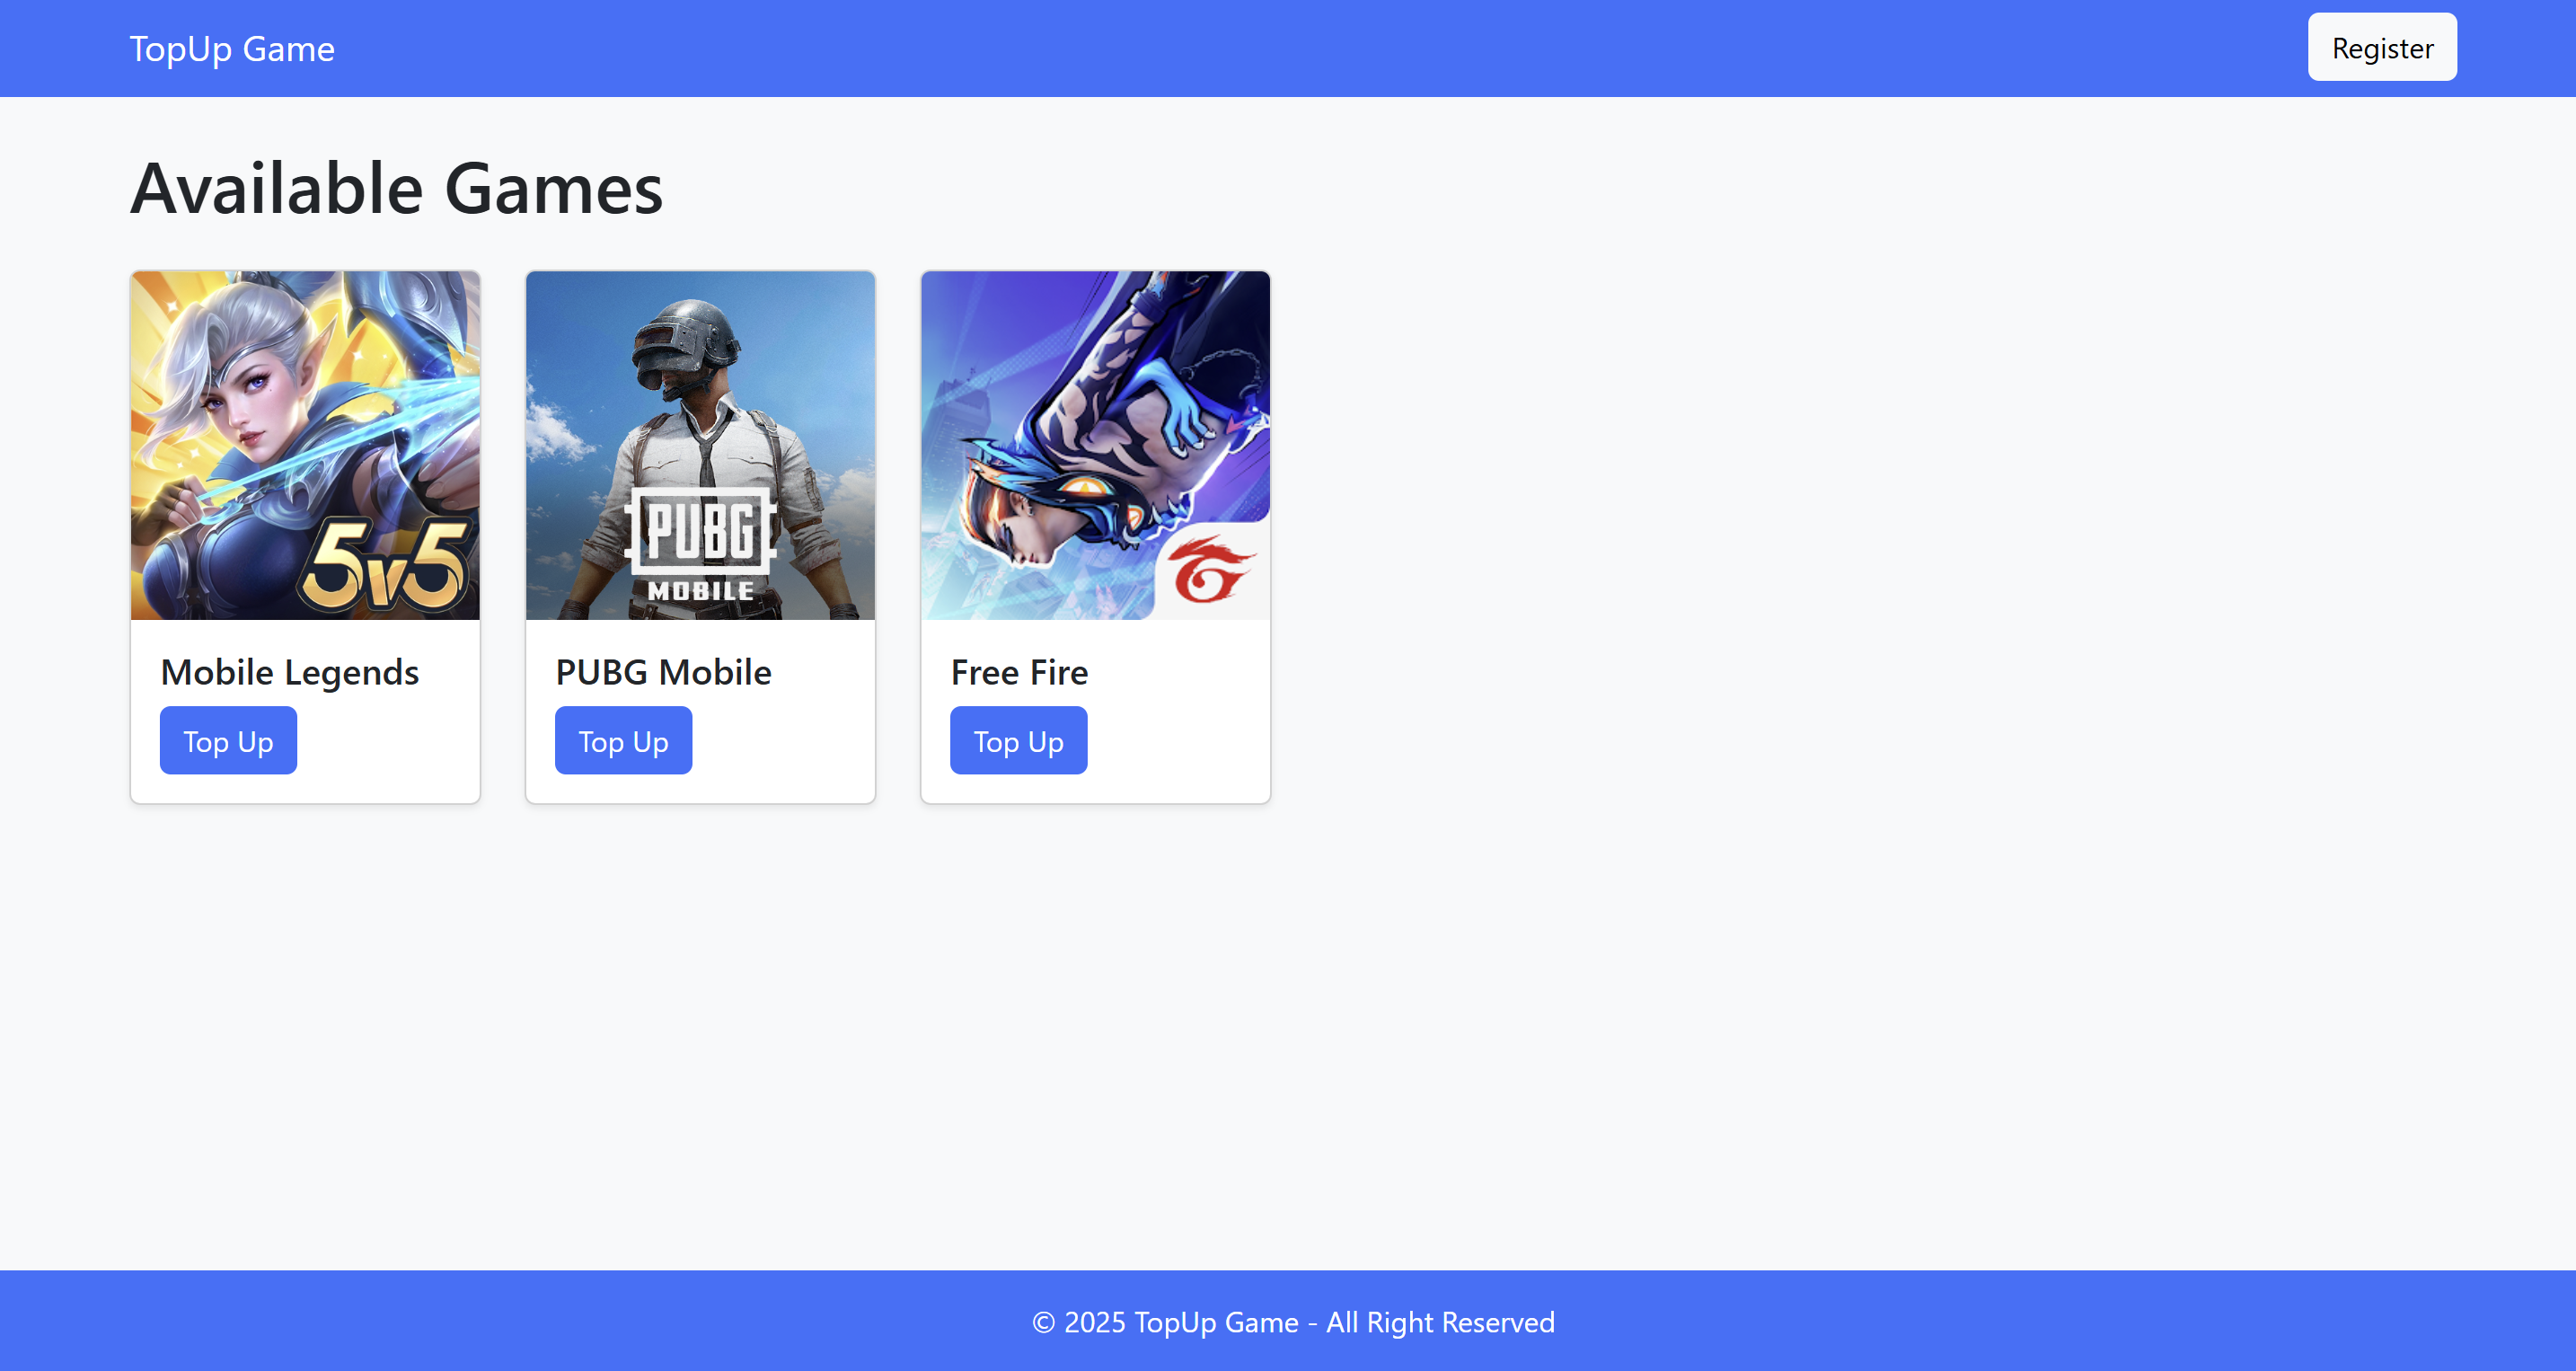 TopUp Game
Register
Available Games
5v5
PUBG
MOBILE
Mobile Legends
PUBG Mobile
Free Fire
Top Up
Top Up
Top Up
© 2025 TopUp Game - All Right Reserved